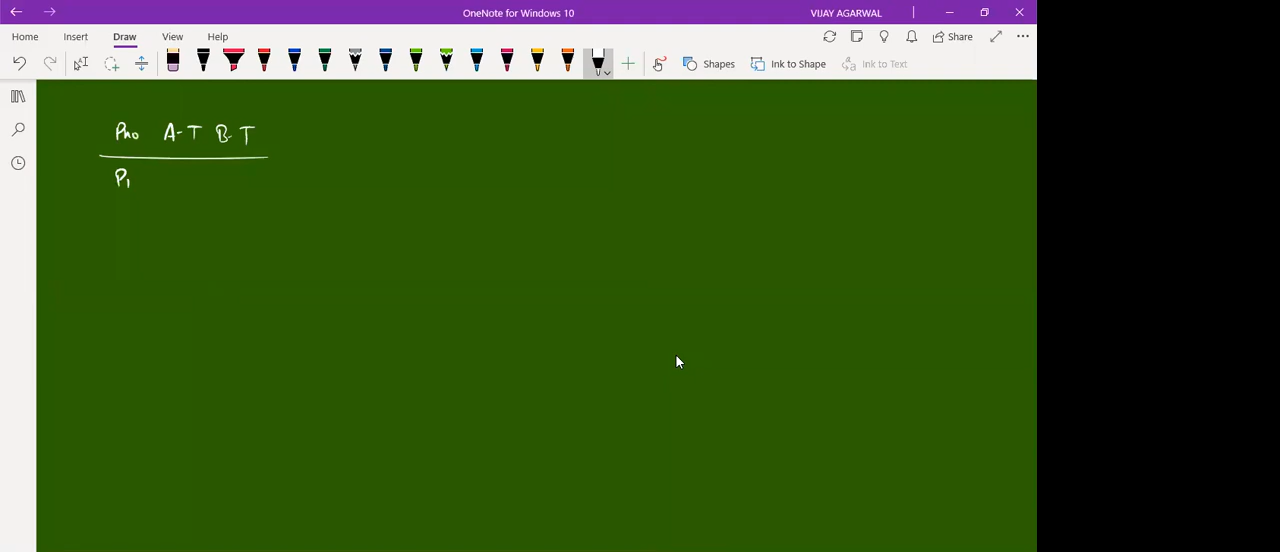 OneNote for Windows 10
VIJAY AGARWAL
Home Insert Draw View Help
Share
Shapes Ink to Shape Ink to Text
Pno A-T B-T
P1